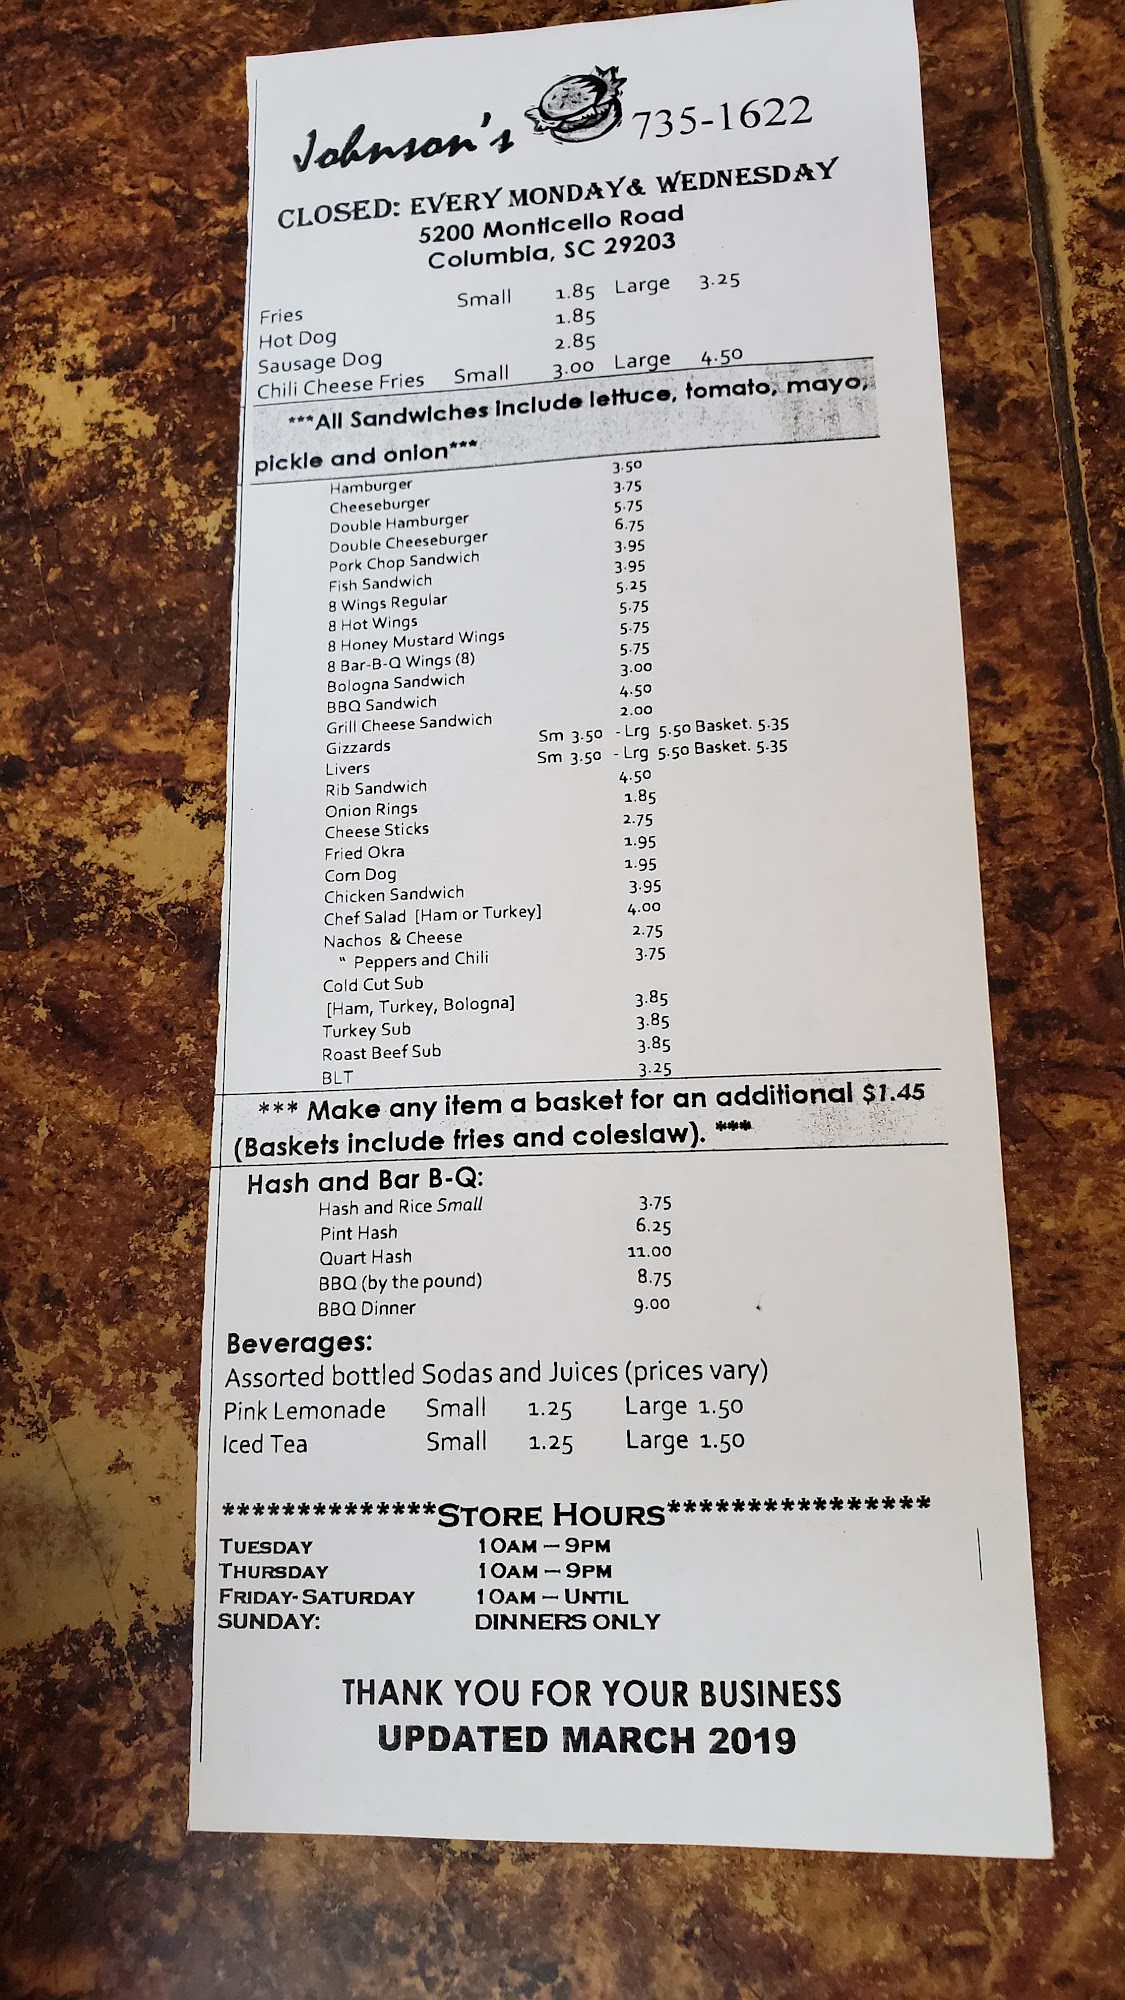 Johnson's 735-1622
CLOSED: EVERY MONDAY& WEDNESDAY
5200 Monticello Road
Columbia, SC 29203
Fries Small 1.85 Large 3.25
Hot Dog 1.85
Sausage Dog 2.85
Chili Cheese Fries Small 3.00 Large 4.50
***All Sandwiches include lettuce, tomato, mayo,
pickle and onion***
Hamburger 3.50
Cheeseburger 3.75
Double Hamburger 5.75
Double Cheeseburger 6.75
Pork Chop Sandwich 3.95
Fish Sandwich 3.95
8 Wings Regular 5.25
8 Hot Wings 5.75
8 Honey Mustard Wings 5.75
8 Bar-B-Q Wings (8) 5.75
Bologna Sandwich 3.00
BBQ Sandwich 4.50
Grill Cheese Sandwich 2.00
Gizzards Sm 3.50 - Lrg 5.50 Basket. 5.35
Livers Sm 3.50 - Lrg 5.50 Basket. 5.35
Rib Sandwich 4.50
Onion Rings 1.85
Cheese Sticks 2.75
Fried Okra 1.95
Corn Dog 1.95
Chicken Sandwich 3.95
Chef Salad [Ham or Turkey] 4.00
Nachos & Cheese 2.75
" Peppers and Chili 3.75
Cold Cut Sub
[Ham, Turkey, Bologna] 3.85
Turkey Sub 3.85
Roast Beef Sub 3.85
BLT 3.25
*** Make any item a basket for an additional $1.45
(Baskets include fries and coleslaw). ***
Hash and Bar B-Q:
Hash and Rice Small 3.75
Pint Hash 6.25
Quart Hash 11.00
BBQ (by the pound) 8.75
BBQ Dinner 9.00
Beverages:
Assorted bottled Sodas and Juices (prices vary)
Pink Lemonade Small 1.25 Large 1.50
Iced Tea Small 1.25 Large 1.50
**************STORE HOURS****************
TUESDAY 10AM – 9PM
THURSDAY 10AM – 9PM
FRIDAY-SATURDAY 10AM – UNTIL
SUNDAY: DINNERS ONLY
THANK YOU FOR YOUR BUSINESS
UPDATED MARCH 2019